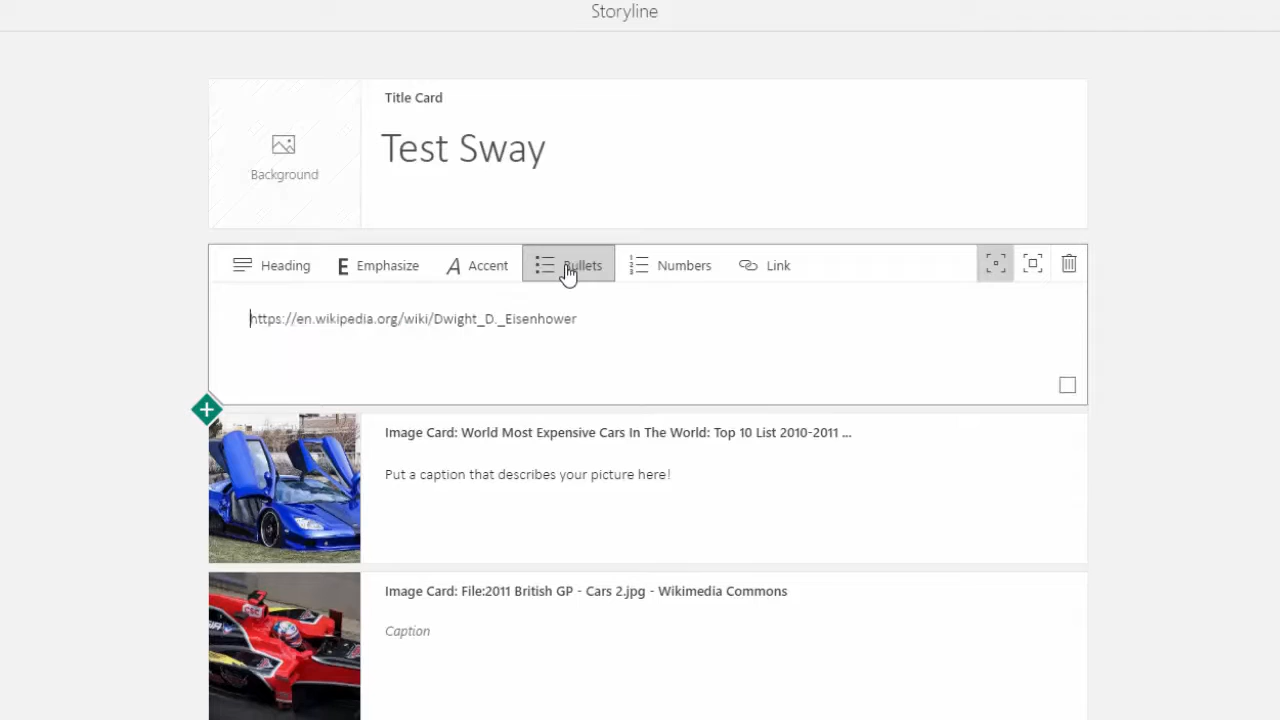 Storyline
Title Card
Test Sway
Background
Heading
Emphasize
Accent
Bullets
Numbers
Link
https://en.wikipedia.org/wiki/Dwight_D._Eisenhower
Image Card: World Most Expensive Cars In The World: Top 10 List 2010-2011 ...
Put a caption that describes your picture here!
Image Card: File:2011 British GP - Cars 2.jpg - Wikimedia Commons
Caption